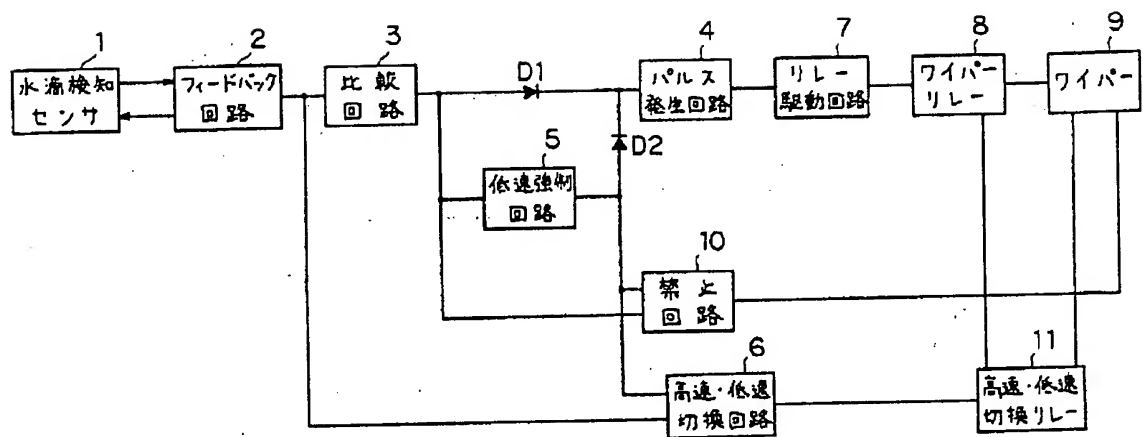 1
水滴検知
センサ
2
フィードバック
回路
3
比較
回路
D1
4
パルス
発生回路
7
リレー
駆動回路
8
ワイパー
リレー
9
ワイパー
D2
5
低速強制
回路
10
禁止
回路
6
高速・低速
切換回路
11
高速・低速
切換リレー